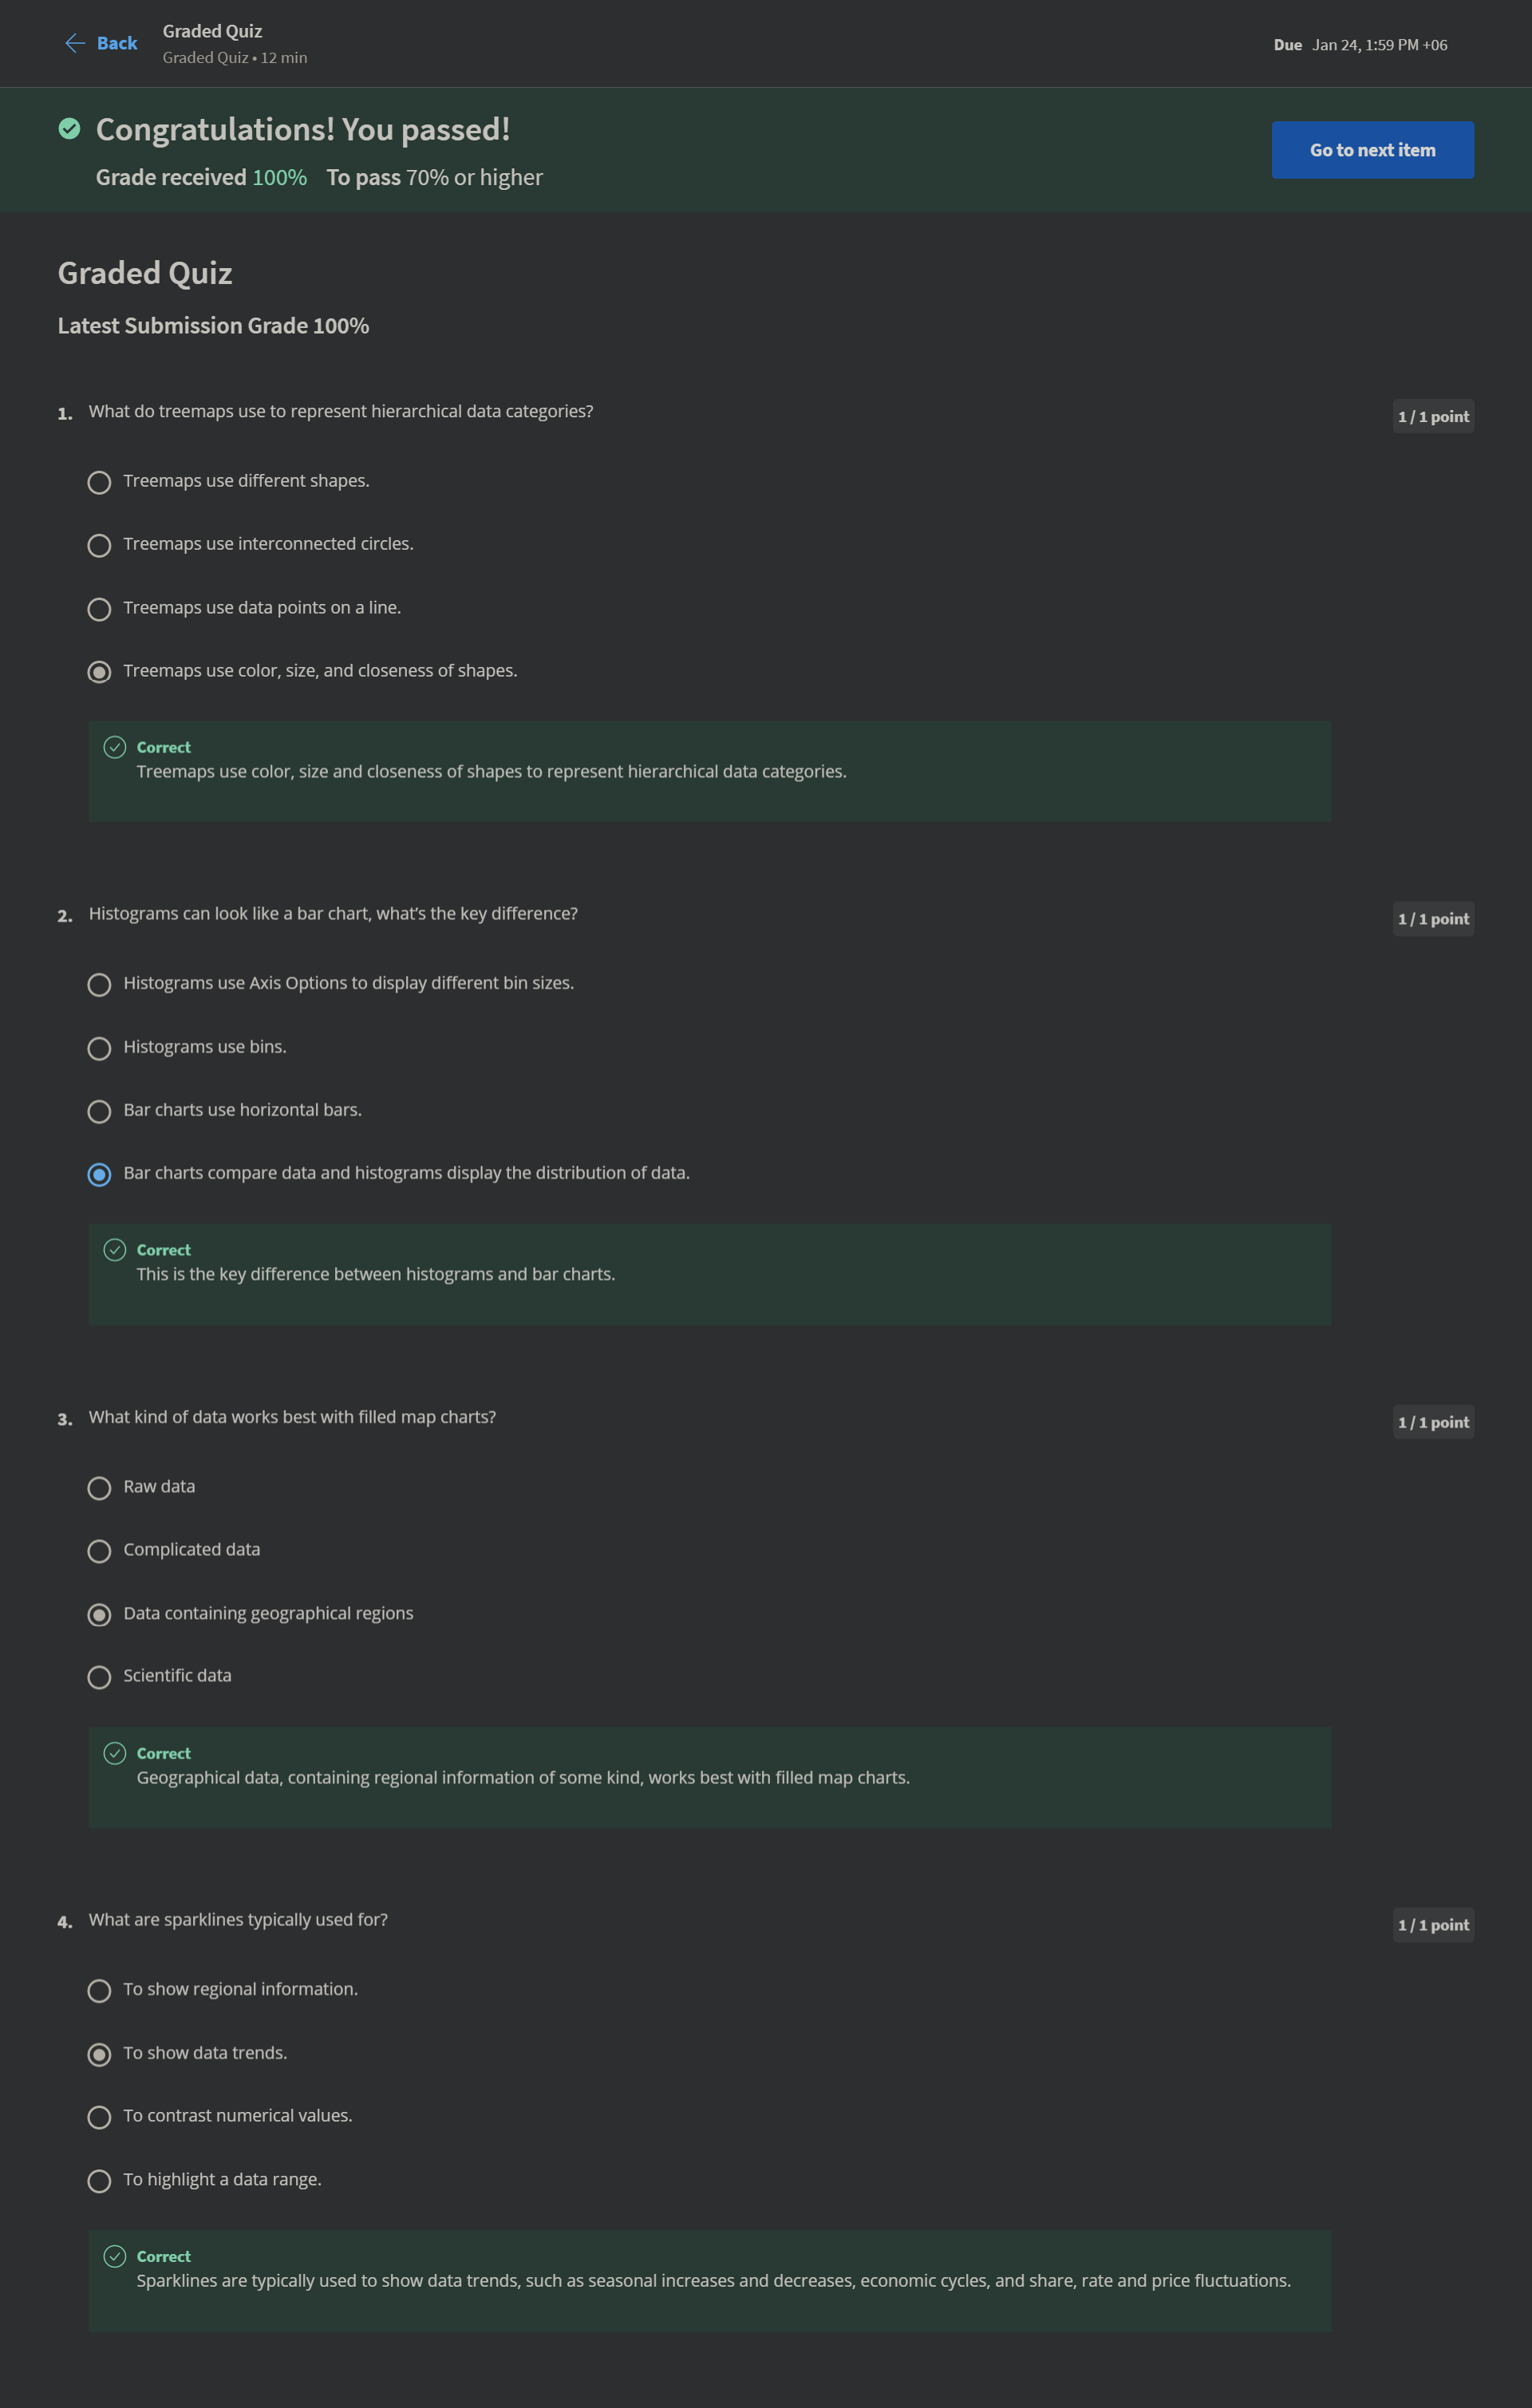 Back
Graded Quiz
Graded Quiz • 12 min
Due Jan 24, 1:59 PM +06
Congratulations! You passed!
Grade received 100% To pass 70% or higher
Go to next item
Graded Quiz
Latest Submission Grade 100%
1. What do treemaps use to represent hierarchical data categories?
1 / 1 point
Treemaps use different shapes.
Treemaps use interconnected circles.
Treemaps use data points on a line.
Treemaps use color, size, and closeness of shapes.
Correct
Treemaps use color, size and closeness of shapes to represent hierarchical data categories.
2. Histograms can look like a bar chart, what’s the key difference?
1 / 1 point
Histograms use Axis Options to display different bin sizes.
Histograms use bins.
Bar charts use horizontal bars.
Bar charts compare data and histograms display the distribution of data.
Correct
This is the key difference between histograms and bar charts.
3. What kind of data works best with filled map charts?
1 / 1 point
Raw data
Complicated data
Data containing geographical regions
Scientific data
Correct
Geographical data, containing regional information of some kind, works best with filled map charts.
4. What are sparklines typically used for?
1 / 1 point
To show regional information.
To show data trends.
To contrast numerical values.
To highlight a data range.
Correct
Sparklines are typically used to show data trends, such as seasonal increases and decreases, economic cycles, and share, rate and price fluctuations.